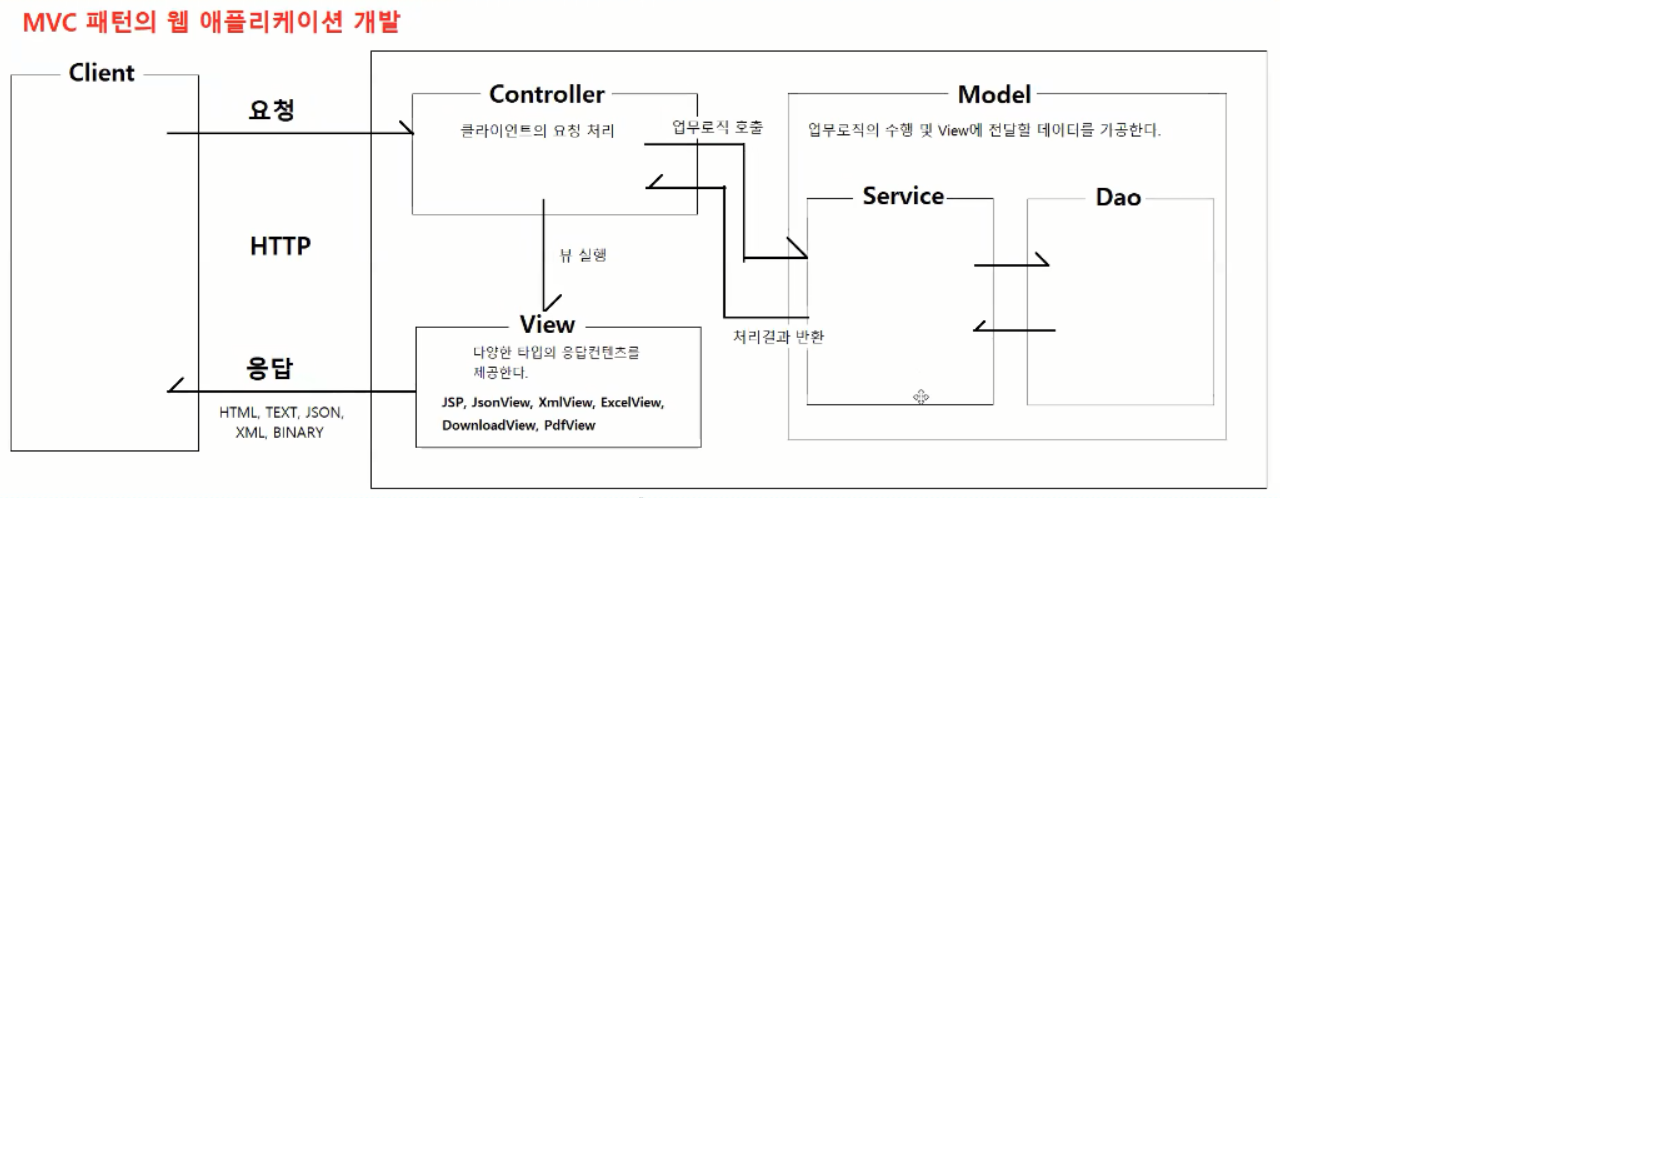 MVC 패턴의 웹 애플리케이션 개발
Client
요청
HTTP
응답
HTML, TEXT, JSON,
XML, BINARY
Controller
클라이언트의 요청 처리
업무로직 호출
뷰 실행
처리결과 반환
View
다양한 타입의 응답컨텐츠를
제공한다.
JSP, JsonView, XmlView, ExcelView,
DownloadView, PdfView
Model
업무로직의 수행 및 View에 전달할 데이터를 가공한다.
Service
Dao